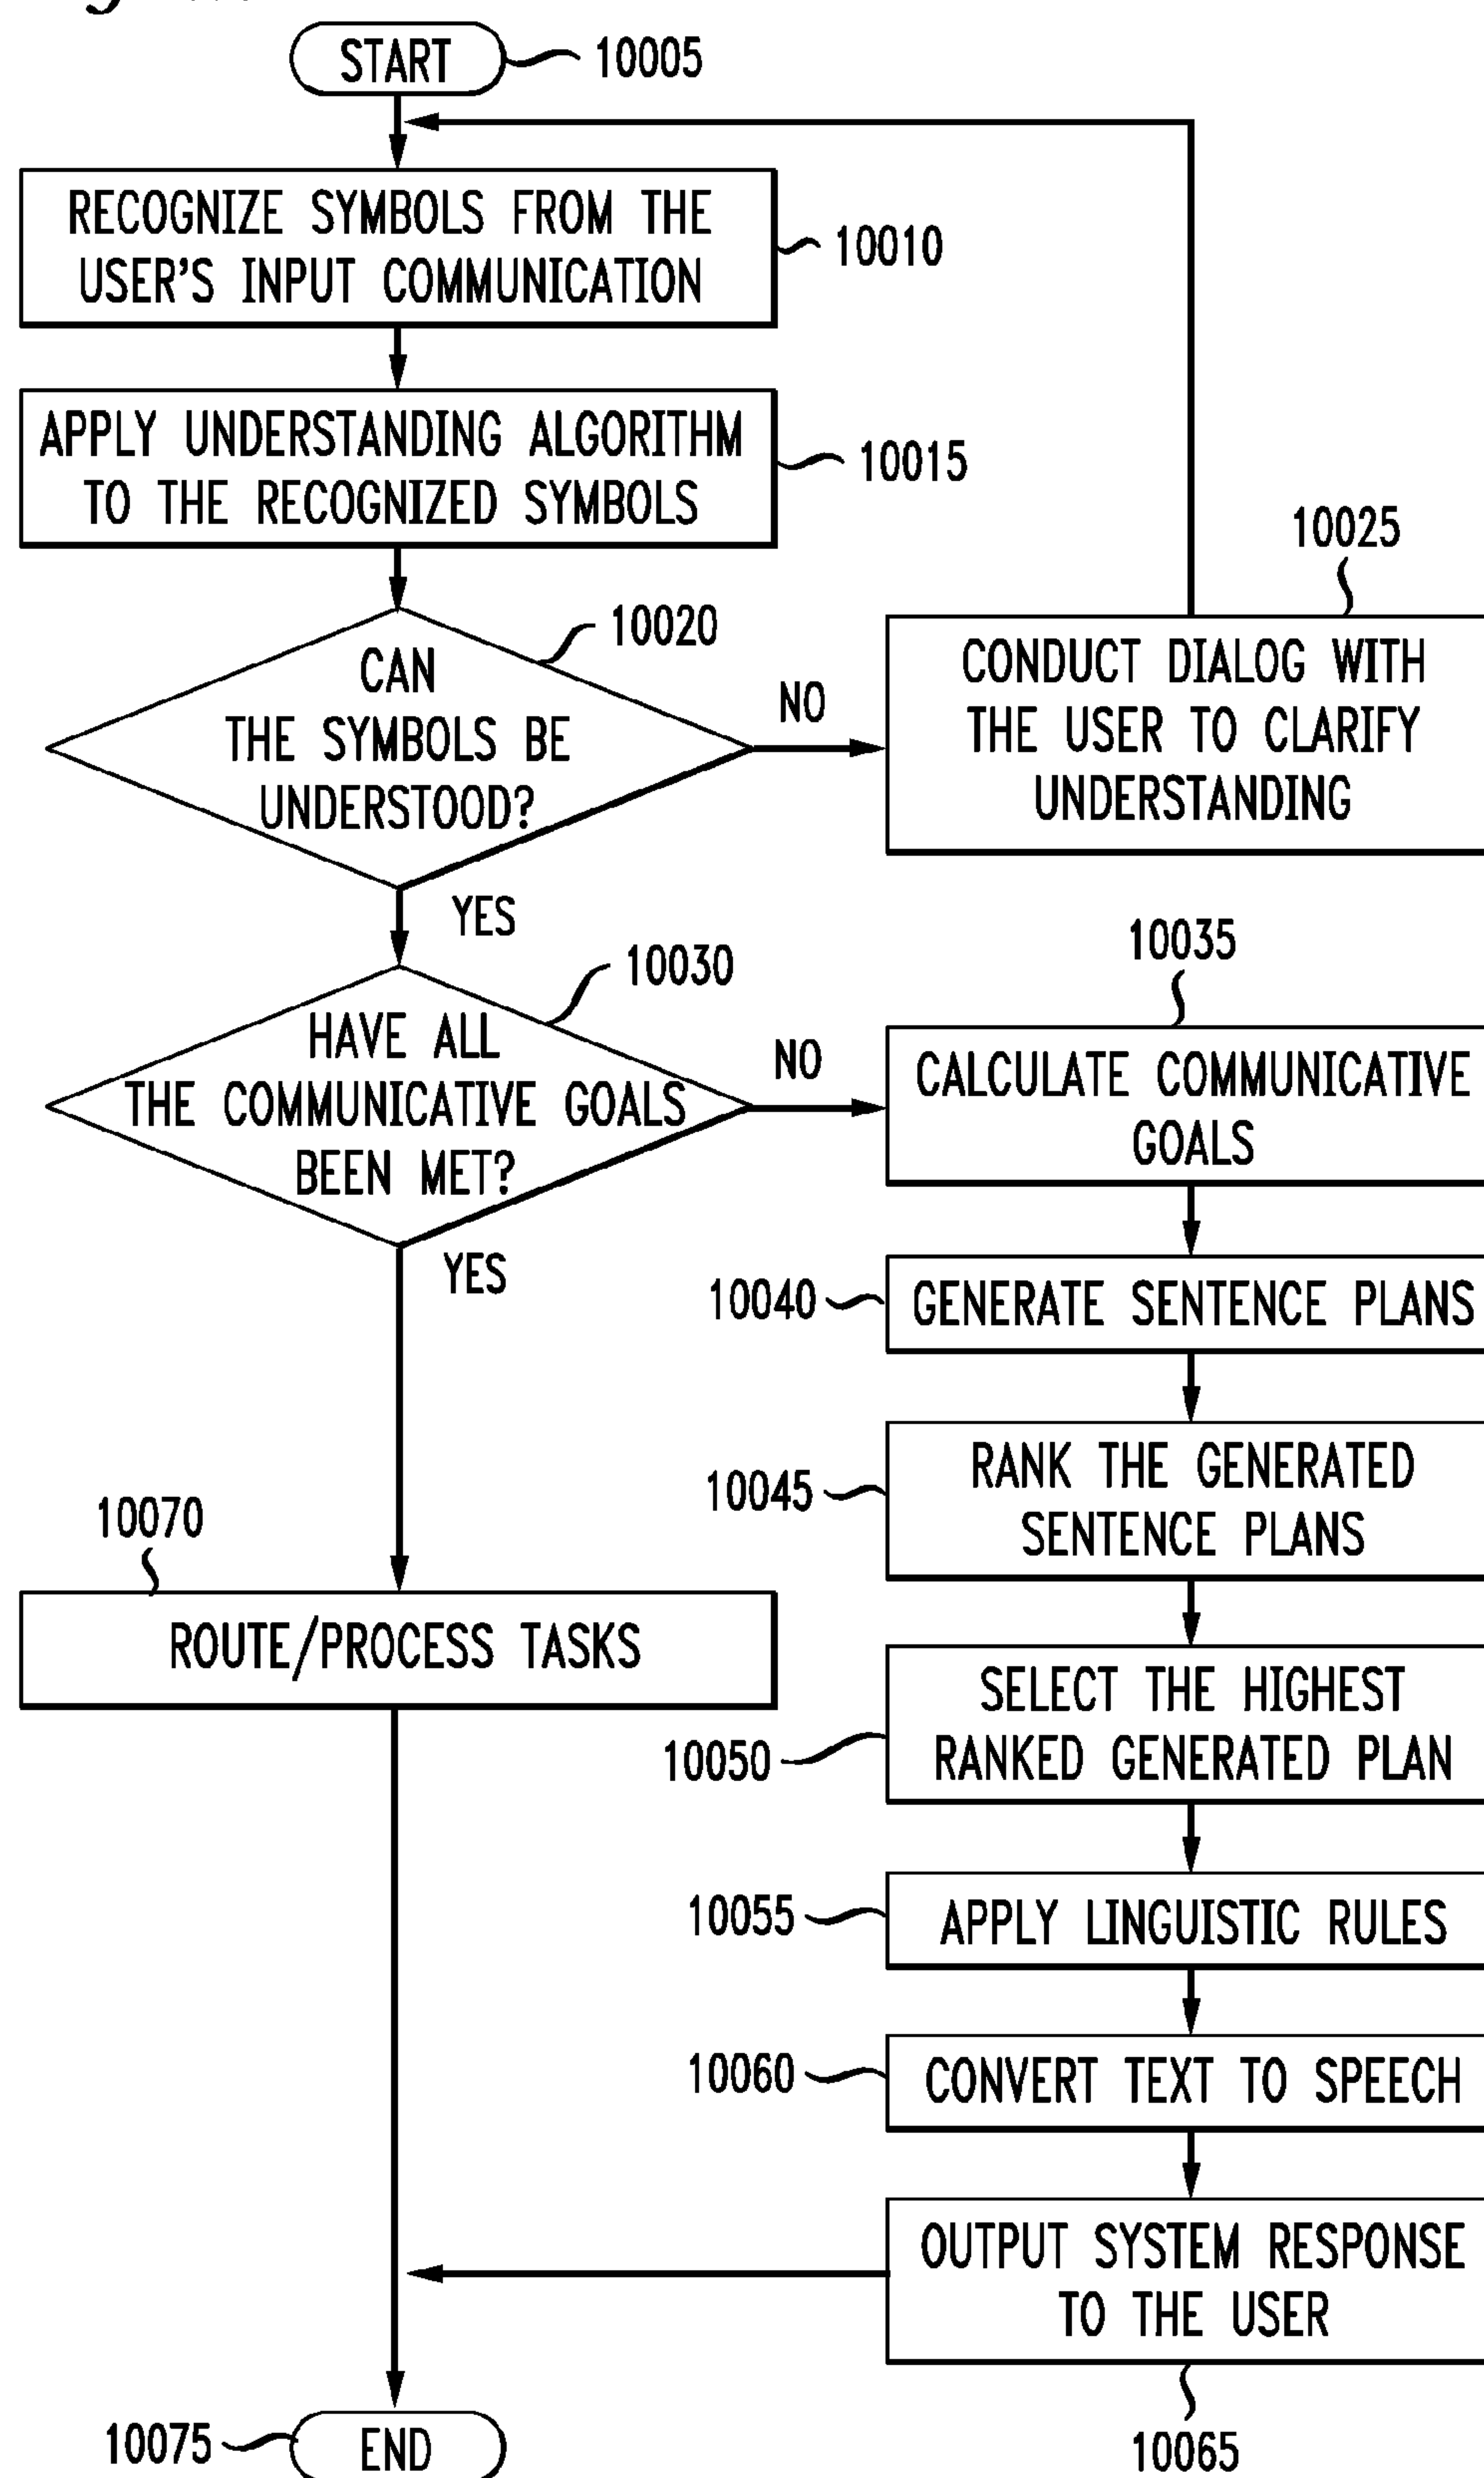 START
10005
RECOGNIZE SYMBOLS FROM THE
USER'S INPUT COMMUNICATION
10010
APPLY UNDERSTANDING ALGORITHM
TO THE RECOGNIZED SYMBOLS
10015
CAN
THE SYMBOLS BE
UNDERSTOOD?
10020
NO
YES
10025
CONDUCT DIALOG WITH
THE USER TO CLARIFY
UNDERSTANDING
HAVE ALL
THE COMMUNICATIVE GOALS
BEEN MET?
10030
NO
YES
10035
CALCULATE COMMUNICATIVE
GOALS
10040
GENERATE SENTENCE PLANS
10045
RANK THE GENERATED
SENTENCE PLANS
10070
ROUTE/PROCESS TASKS
10050
SELECT THE HIGHEST
RANKED GENERATED PLAN
10055
APPLY LINGUISTIC RULES
10060
CONVERT TEXT TO SPEECH
OUTPUT SYSTEM RESPONSE
TO THE USER
10065
10075
END